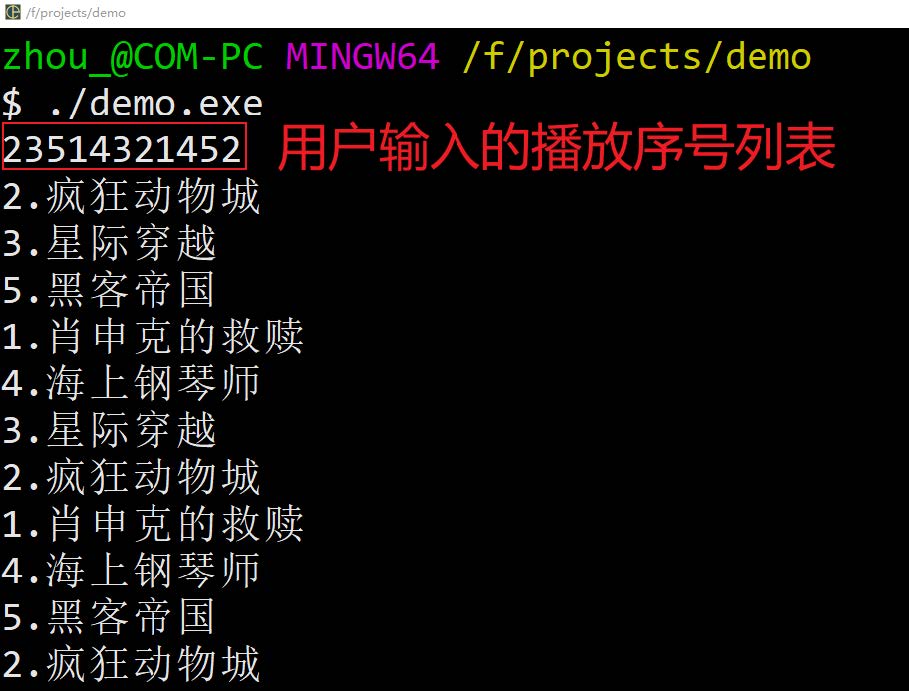 /f/projects/demo
zhou_@COM-PC MINGW64 /f/projects/demo
$ ./demo.exe
23514321452 用户输入的播放序号列表
2.疯狂动物城
3.星际穿越
5.黑客帝国
1.肖申克的救赎
4.海上钢琴师
3.星际穿越
2.疯狂动物城
1.肖申克的救赎
4.海上钢琴师
5.黑客帝国
2.疯狂动物城